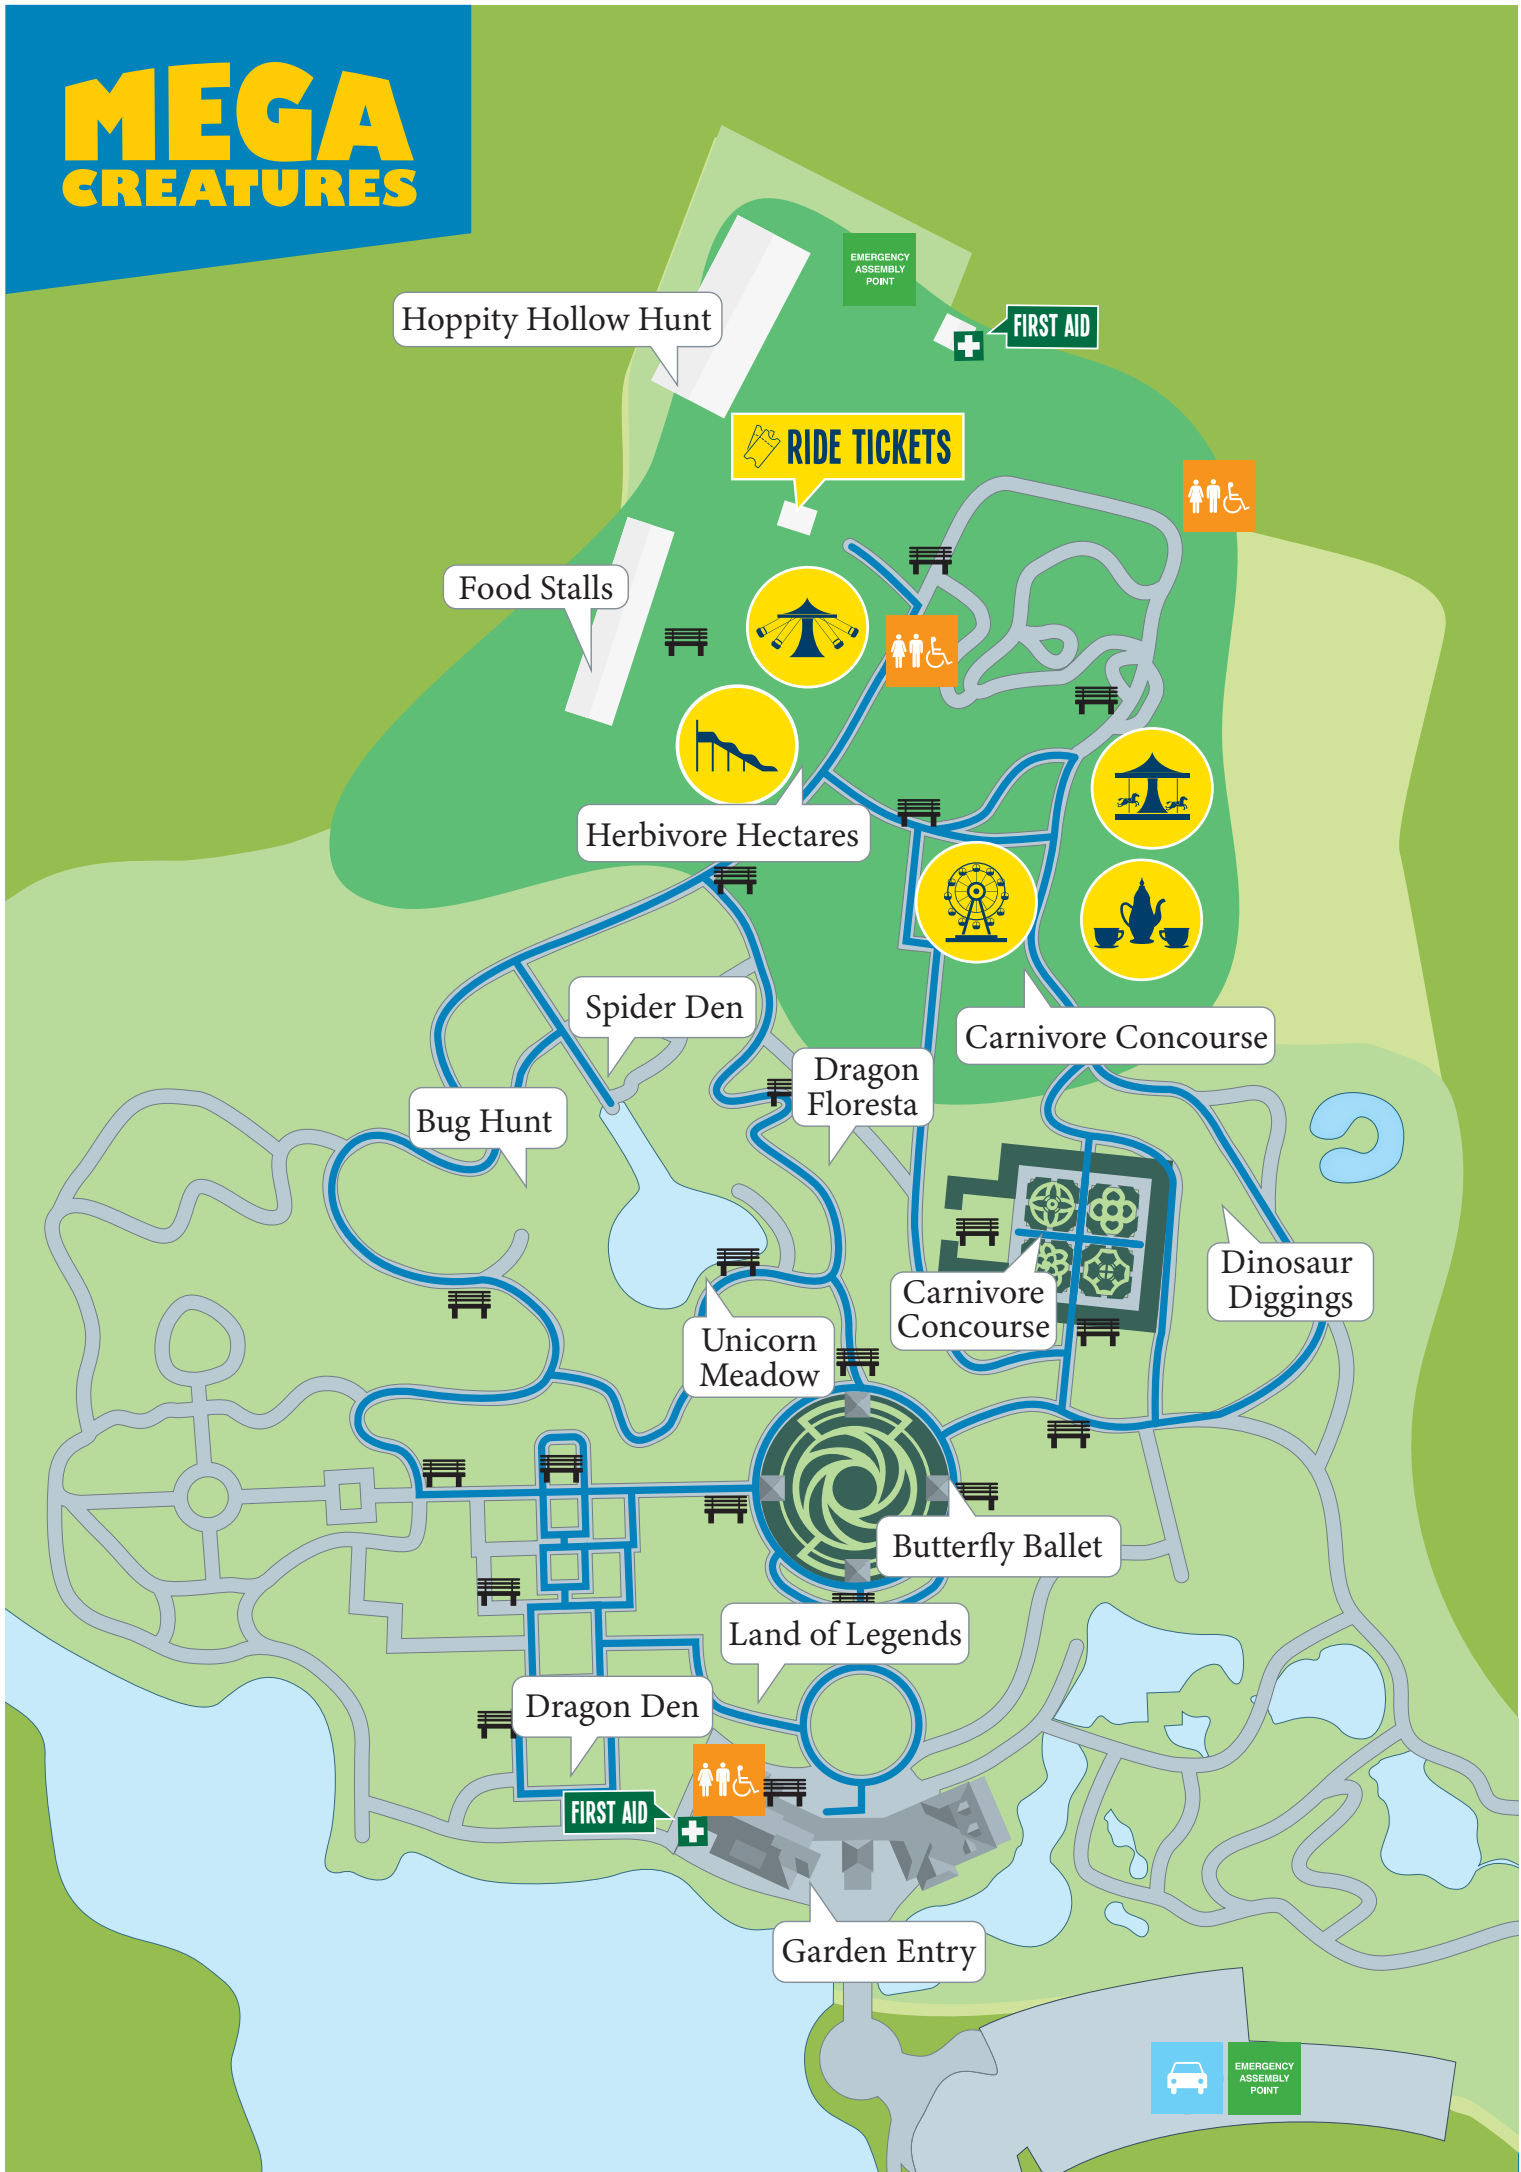 MEGA
CREATURES
EMERGENCY
ASSEMBLY
POINT
Hoppity Hollow Hunt
FIRST AID
RIDE TICKETS
Food Stalls
Herbivore Hectares
Spider Den
Carnivore Concourse
Dragon
Floresta
Bug Hunt
Dinosaur
Diggings
Carnivore
Concourse
Unicorn
Meadow
Butterfly Ballet
Land of Legends
Dragon Den
FIRST AID
Garden Entry
EMERGENCY
ASSEMBLY
POINT